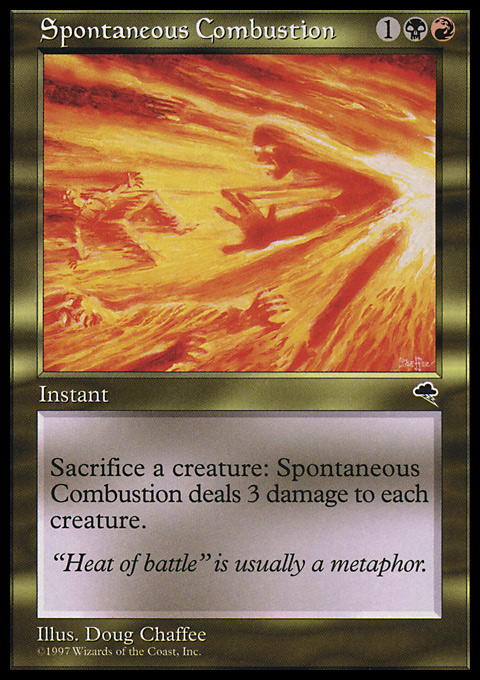 Spontaneous Combustion 1
Instant
Sacrifice a creature: Spontaneous
Combustion deals 3 damage to each
creature.
“Heat of battle” is usually a metaphor.
Illus. Doug Chaffee
©1997 Wizards of the Coast, Inc.